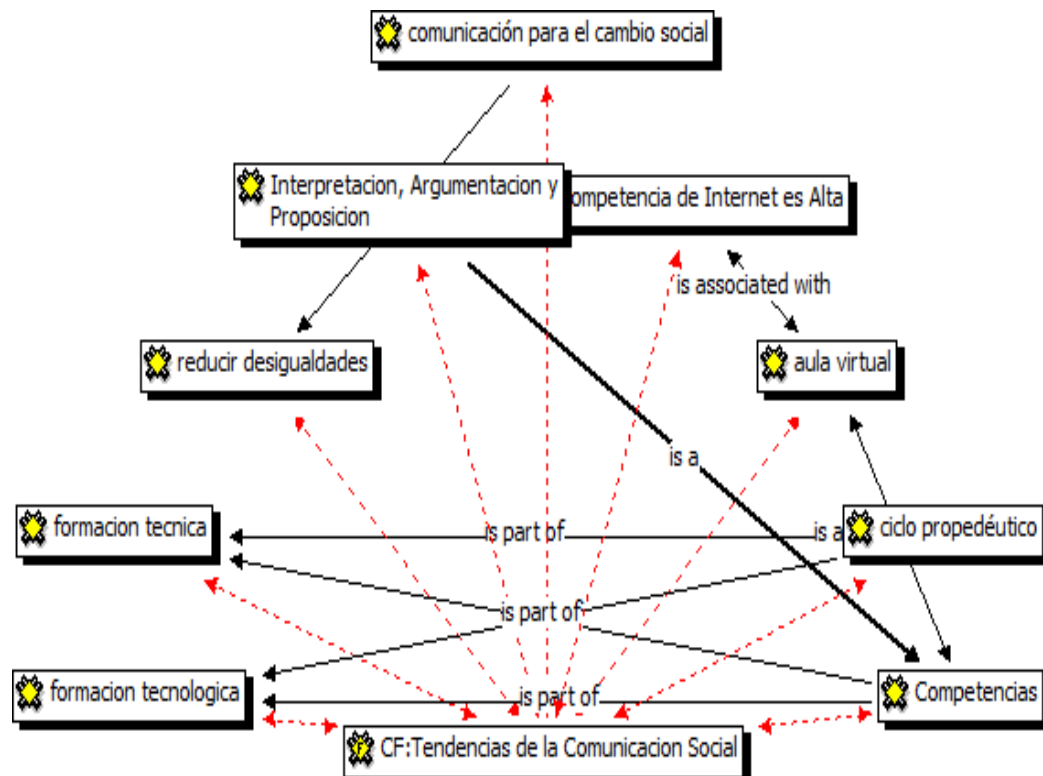 comunicación para el cambio social
Interpretacion, Argumentacion y
Proposicion
ompetencia de Internet es Alta
is associated with
reducir desigualdades
aula virtual
is a
formacion tecnica
is part of
is a
ciclo propedéutico
is part of
formacion tecnologica
is part of
Competencias
F
CF:Tendencias de la Comunicacion Social